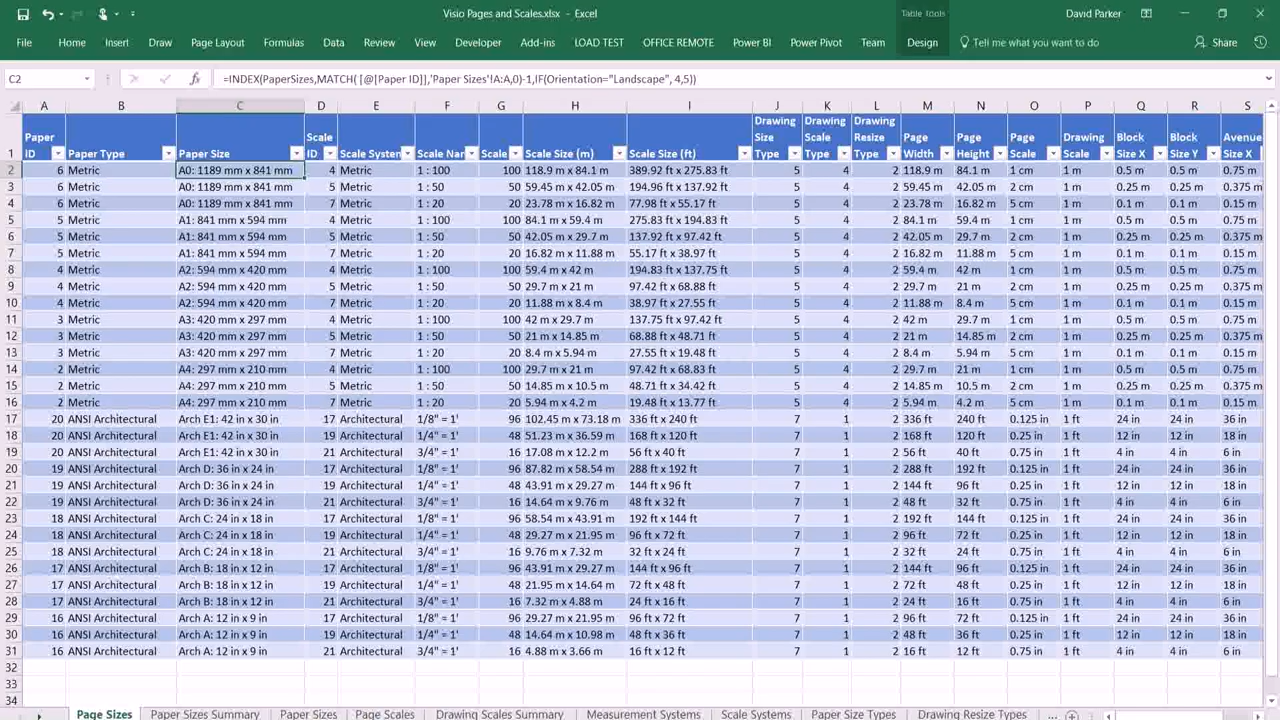 Visio Pages and Scales.xlsx - Excel Table Tools David Parker
File Home Insert Draw Page Layout Formulas Data Review View Developer Add-ins LOAD TEST OFFICE REMOTE Power BI Power Pivot Team Design Tell me what you want to do Share
C2 fx =INDEX(PaperSizes,MATCH( [@[Paper ID]],'Paper Sizes'!A:A,0)-1,IF(Orientation="Landscape", 4,5))
A B C D E F G H I J K L M N O P Q R S
1 Paper ID Paper Type Paper Size Scale ID Scale System Scale Nar Scale Scale Size (m) Scale Size (ft) Drawing Size Type Drawing Scale Type Drawing Resize Type Page Width Page Height Page Scale Drawing Scale Block Size X Block Size Y Avenue Size X
2 6 Metric A0: 1189 mm x 841 mm 4 Metric 1 : 100 100 118.9 m x 84.1 m 389.92 ft x 275.83 ft 5 4 2 118.9 m 84.1 m 1 cm 1 m 0.5 m 0.5 m 0.75 m
3 6 Metric A0: 1189 mm x 841 mm 5 Metric 1 : 50 50 59.45 m x 42.05 m 194.96 ft x 137.92 ft 5 4 2 59.45 m 42.05 m 2 cm 1 m 0.25 m 0.25 m 0.375 m
4 6 Metric A0: 1189 mm x 841 mm 7 Metric 1 : 20 20 23.78 m x 16.82 m 77.98 ft x 55.17 ft 5 4 2 23.78 m 16.82 m 5 cm 1 m 0.1 m 0.1 m 0.15 m
5 5 Metric A1: 841 mm x 594 mm 4 Metric 1 : 100 100 84.1 m x 59.4 m 275.83 ft x 194.83 ft 5 4 2 84.1 m 59.4 m 1 cm 1 m 0.5 m 0.5 m 0.75 m
6 5 Metric A1: 841 mm x 594 mm 5 Metric 1 : 50 50 42.05 m x 29.7 m 137.92 ft x 97.42 ft 5 4 2 42.05 m 29.7 m 2 cm 1 m 0.25 m 0.25 m 0.375 m
7 5 Metric A1: 841 mm x 594 mm 7 Metric 1 : 20 20 16.82 m x 11.88 m 55.17 ft x 38.97 ft 5 4 2 16.82 m 11.88 m 5 cm 1 m 0.1 m 0.1 m 0.15 m
8 4 Metric A2: 594 mm x 420 mm 4 Metric 1 : 100 100 59.4 m x 42 m 194.83 ft x 137.75 ft 5 4 2 59.4 m 42 m 1 cm 1 m 0.5 m 0.5 m 0.75 m
9 4 Metric A2: 594 mm x 420 mm 5 Metric 1 : 50 50 29.7 m x 21 m 97.42 ft x 68.88 ft 5 4 2 29.7 m 21 m 2 cm 1 m 0.25 m 0.25 m 0.375 m
10 4 Metric A2: 594 mm x 420 mm 7 Metric 1 : 20 20 11.88 m x 8.4 m 38.97 ft x 27.55 ft 5 4 2 11.88 m 8.4 m 5 cm 1 m 0.1 m 0.1 m 0.15 m
11 3 Metric A3: 420 mm x 297 mm 4 Metric 1 : 100 100 42 m x 29.7 m 137.75 ft x 97.42 ft 5 4 2 42 m 29.7 m 1 cm 1 m 0.5 m 0.5 m 0.75 m
12 3 Metric A3: 420 mm x 297 mm 5 Metric 1 : 50 50 21 m x 14.85 m 68.88 ft x 48.71 ft 5 4 2 21 m 14.85 m 2 cm 1 m 0.25 m 0.25 m 0.375 m
13 3 Metric A3: 420 mm x 297 mm 7 Metric 1 : 20 20 8.4 m x 5.94 m 27.55 ft x 19.48 ft 5 4 2 8.4 m 5.94 m 5 cm 1 m 0.1 m 0.1 m 0.15 m
14 2 Metric A4: 297 mm x 210 mm 4 Metric 1 : 100 100 29.7 m x 21 m 97.42 ft x 68.83 ft 5 4 2 29.7 m 21 m 1 cm 1 m 0.5 m 0.5 m 0.75 m
15 2 Metric A4: 297 mm x 210 mm 5 Metric 1 : 50 50 14.85 m x 10.5 m 48.71 ft x 34.42 ft 5 4 2 14.85 m 10.5 m 2 cm 1 m 0.25 m 0.25 m 0.375 m
16 2 Metric A4: 297 mm x 210 mm 7 Metric 1 : 20 20 5.94 m x 4.2 m 19.48 ft x 13.77 ft 5 4 2 5.94 m 4.2 m 5 cm 1 m 0.1 m 0.1 m 0.15 m
17 20 ANSI Architectural Arch E1: 42 in x 30 in 17 Architectural 1/8" = 1' 96 102.45 m x 73.18 m 336 ft x 240 ft 7 1 2 336 ft 240 ft 0.125 in 1 ft 24 in 24 in 36 in
18 20 ANSI Architectural Arch E1: 42 in x 30 in 19 Architectural 1/4" = 1' 48 51.23 m x 36.59 m 168 ft x 120 ft 7 1 2 168 ft 120 ft 0.25 in 1 ft 12 in 12 in 18 in
19 20 ANSI Architectural Arch E1: 42 in x 30 in 21 Architectural 3/4" = 1' 16 17.08 m x 12.2 m 56 ft x 40 ft 7 1 2 56 ft 40 ft 0.75 in 1 ft 4 in 4 in 6 in
20 19 ANSI Architectural Arch D: 36 in x 24 in 17 Architectural 1/8" = 1' 96 87.82 m x 58.54 m 288 ft x 192 ft 7 1 2 288 ft 192 ft 0.125 in 1 ft 24 in 24 in 36 in
21 19 ANSI Architectural Arch D: 36 in x 24 in 19 Architectural 1/4" = 1' 48 43.91 m x 29.27 m 144 ft x 96 ft 7 1 2 144 ft 96 ft 0.25 in 1 ft 12 in 12 in 18 in
22 19 ANSI Architectural Arch D: 36 in x 24 in 21 Architectural 3/4" = 1' 16 14.64 m x 9.76 m 48 ft x 32 ft 7 1 2 48 ft 32 ft 0.75 in 1 ft 4 in 4 in 6 in
23 18 ANSI Architectural Arch C: 24 in x 18 in 17 Architectural 1/8" = 1' 96 58.54 m x 43.91 m 192 ft x 144 ft 7 1 2 192 ft 144 ft 0.125 in 1 ft 24 in 24 in 36 in
24 18 ANSI Architectural Arch C: 24 in x 18 in 19 Architectural 1/4" = 1' 48 29.27 m x 21.95 m 96 ft x 72 ft 7 1 2 96 ft 72 ft 0.25 in 1 ft 12 in 12 in 18 in
25 18 ANSI Architectural Arch C: 24 in x 18 in 21 Architectural 3/4" = 1' 16 9.76 m x 7.32 m 32 ft x 24 ft 7 1 2 32 ft 24 ft 0.75 in 1 ft 4 in 4 in 6 in
26 17 ANSI Architectural Arch B: 18 in x 12 in 17 Architectural 1/8" = 1' 96 43.91 m x 29.27 m 144 ft x 96 ft 7 1 2 144 ft 96 ft 0.125 in 1 ft 24 in 24 in 36 in
27 17 ANSI Architectural Arch B: 18 in x 12 in 19 Architectural 1/4" = 1' 48 21.95 m x 14.64 m 72 ft x 48 ft 7 1 2 72 ft 48 ft 0.25 in 1 ft 12 in 12 in 18 in
28 17 ANSI Architectural Arch B: 18 in x 12 in 21 Architectural 3/4" = 1' 16 7.32 m x 4.88 m 24 ft x 16 ft 7 1 2 24 ft 16 ft 0.75 in 1 ft 4 in 4 in 6 in
29 16 ANSI Architectural Arch A: 12 in x 9 in 17 Architectural 1/8" = 1' 96 29.27 m x 21.95 m 96 ft x 72 ft 7 1 2 96 ft 72 ft 0.125 in 1 ft 24 in 24 in 36 in
30 16 ANSI Architectural Arch A: 12 in x 9 in 19 Architectural 1/4" = 1' 48 14.64 m x 10.98 m 48 ft x 36 ft 7 1 2 48 ft 36 ft 0.25 in 1 ft 12 in 12 in 18 in
31 16 ANSI Architectural Arch A: 12 in x 9 in 21 Architectural 3/4" = 1' 16 4.88 m x 3.66 m 16 ft x 12 ft 7 1 2 16 ft 12 ft 0.75 in 1 ft 4 in 4 in 6 in
32
33
34
Page Sizes Paper Sizes Summary Paper Sizes Page Scales Drawing Scales Summary Measurement Systems Scale Systems Paper Size Types Drawing Resize Types ...